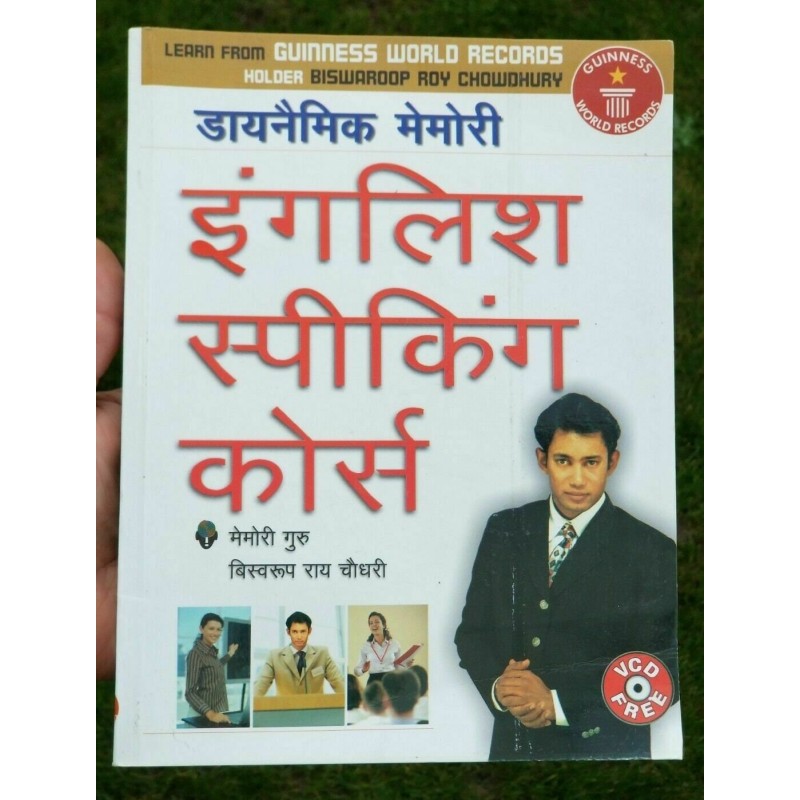 LEARN FROM GUINNESS WORLD RECORDS
HOLDER BISWAROOP ROY CHOWDHURY
GUINNESS
WORLD RECORDS
डायनैमिक मेमोरी
इंगलिश
स्पीकिंग
कोर्स
मेमोरी गुरु
बिस्वरूप राय चौधरी
VCD
FREE